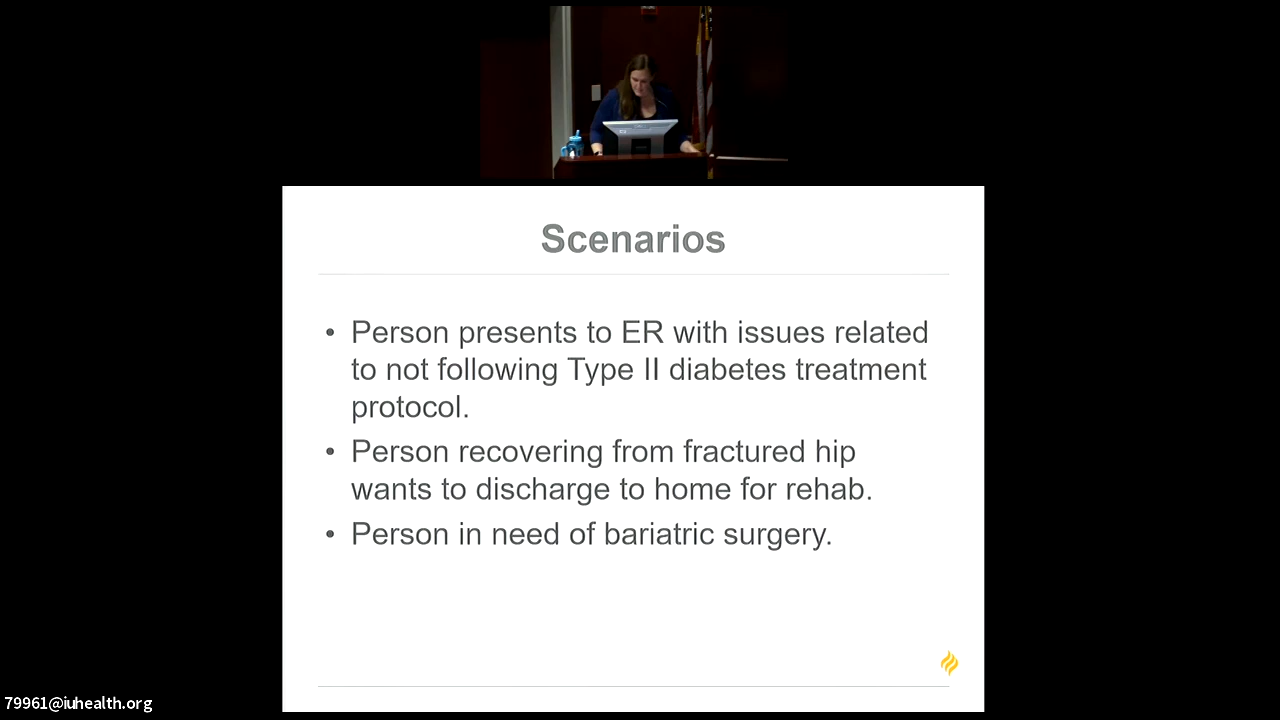 Scenarios
• Person presents to ER with issues related
to not following Type II diabetes treatment
protocol.
• Person recovering from fractured hip
wants to discharge to home for rehab.
• Person in need of bariatric surgery.
79961@iuhealth.org